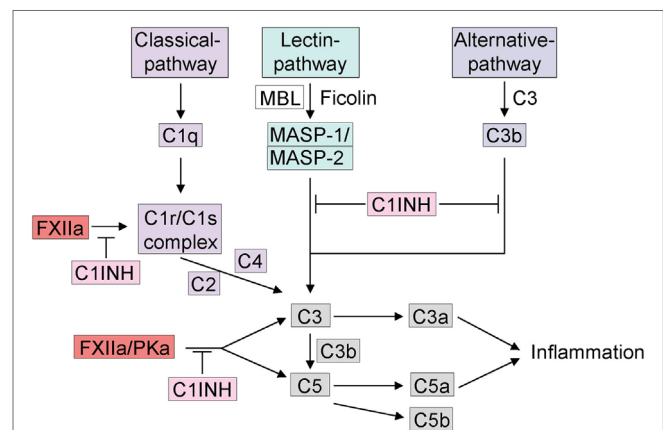 Classical-
pathway
Lectin-
pathway
Alternative-
pathway
MBL
Ficolin
C3
C1q
MASP-1/
MASP-2
C3b
C1INH
FXIIa
C1r/C1s
complex
C1INH
C4
C2
C3
C3a
FXIIa/PKa
C3b
Inflammation
C1INH
C5
C5a
C5b